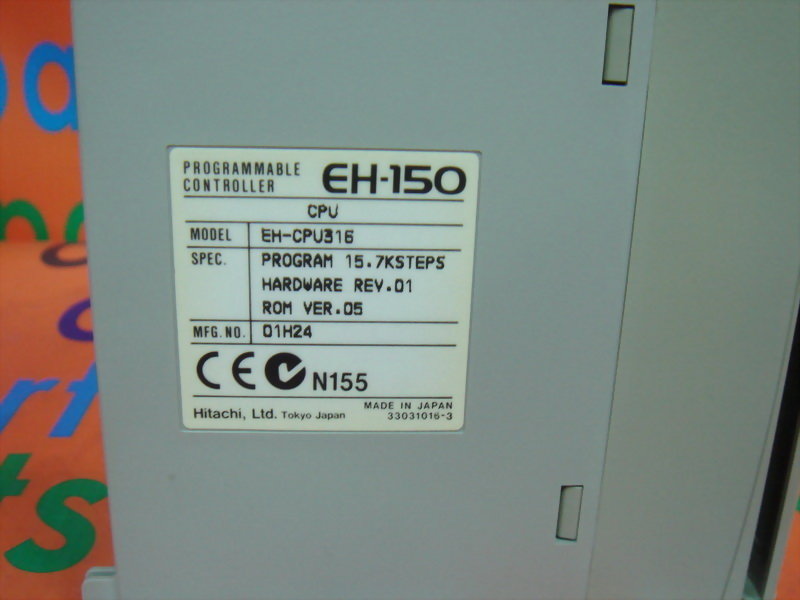 PROGRAMMABLE
CONTROLLER EH-150
CPU
MODEL EH-CPU316
SPEC. PROGRAM 15.7KSTEPS
HARDWARE REV.01
ROM VER.05
MFG.NO. 01H24
CE N155
MADE IN JAPAN
Hitachi, Ltd. Tokyo Japan 33031016-3